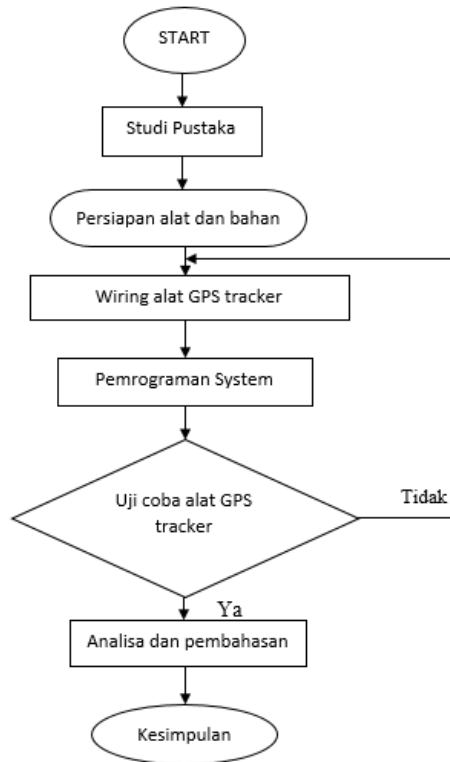 START
Studi Pustaka
Persiapan alat dan bahan
Wiring alat GPS tracker
Pemrograman System
Uji coba alat GPS
tracker
Tidak
Ya
Analisa dan pembahasan
Kesimpulan